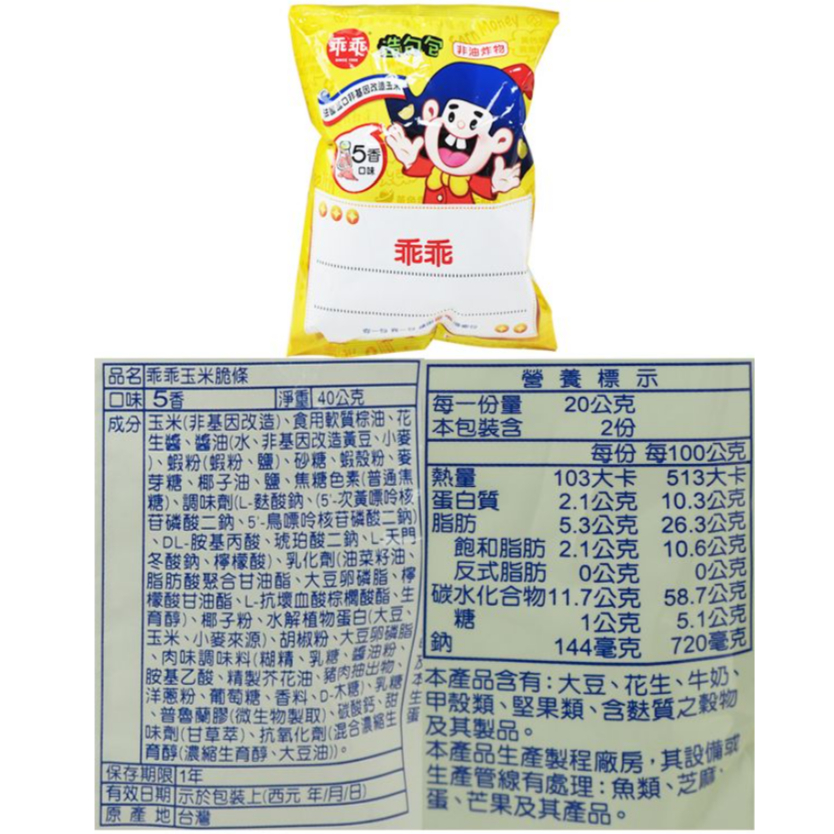 乖乖
造句包
非油炸物
5香
口味
乖乖
品名 乖乖玉米脆條
口味 5香 淨重 40公克
成分 玉米(非基因改造)、食用軟質棕油、花
生醬、醬油(水、非基因改造黃豆、小麥
)、蝦粉(蝦粉、鹽)、砂糖、蝦殼粉、麥
芽糖、椰子油、鹽、焦糖色素(普通焦
糖)、調味劑(L-麩酸鈉、(5'-次黃嘌呤核
苷磷酸二鈉、5'-鳥嘌呤核苷磷酸二鈉)
、DL-胺基丙酸、琥珀酸二鈉、L-天門
冬酸鈉、檸檬酸)、乳化劑(油菜籽油、
脂肪酸聚合甘油酯、大豆卵磷脂、檸
檬酸甘油酯、L-抗壞血酸棕櫚酸酯、生
育醇)、椰子粉、水解植物蛋白(大豆、
玉米、小麥來源)、胡椒粉、大豆卵磷脂
、肉味調味料(糊精、乳糖、醬油粉、
胺基乙酸、精製芥花油、豬肉抽出物、
洋蔥粉、葡萄糖、香料、D-木糖)、乳糖
、普魯蘭膠(微生物製取)、碳酸鈣、甜
味劑(甘草萃)、抗氧化劑(混合濃縮生
育醇(濃縮生育醇、大豆油))。
保存期限 1年
有效日期 示於包裝上(西元 年/月/日)
原產地 台灣
營養標示
每一份量 20公克
本包裝含 2份
每份 每100公克
熱量 103大卡 513大卡
蛋白質 2.1公克 10.3公克
脂肪 5.3公克 26.3公克
飽和脂肪 2.1公克 10.6公克
反式脂肪 0公克 0公克
碳水化合物 11.7公克 58.7公克
糖 1公克 5.1公克
鈉 144毫克 720毫克
本產品含有：大豆、花生、牛奶、
甲殼類、堅果類、含麩質之穀物
及其製品。
本產品生產製程廠房，其設備或
生產管線有處理：魚類、芝麻、
蛋、芒果及其產品。